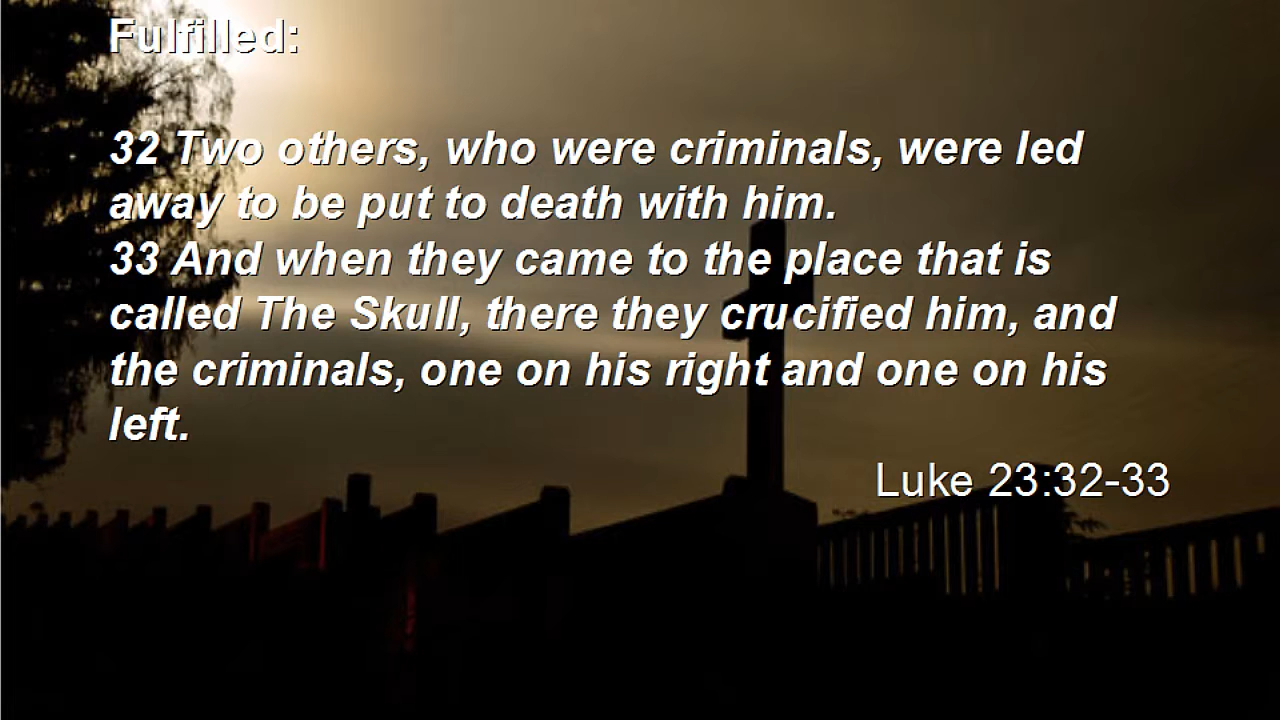 Fulfilled:
32 Two others, who were criminals, were led
away to be put to death with him.
33 And when they came to the place that is
called The Skull, there they crucified him, and
the criminals, one on his right and one on his
left.
Luke 23:32-33